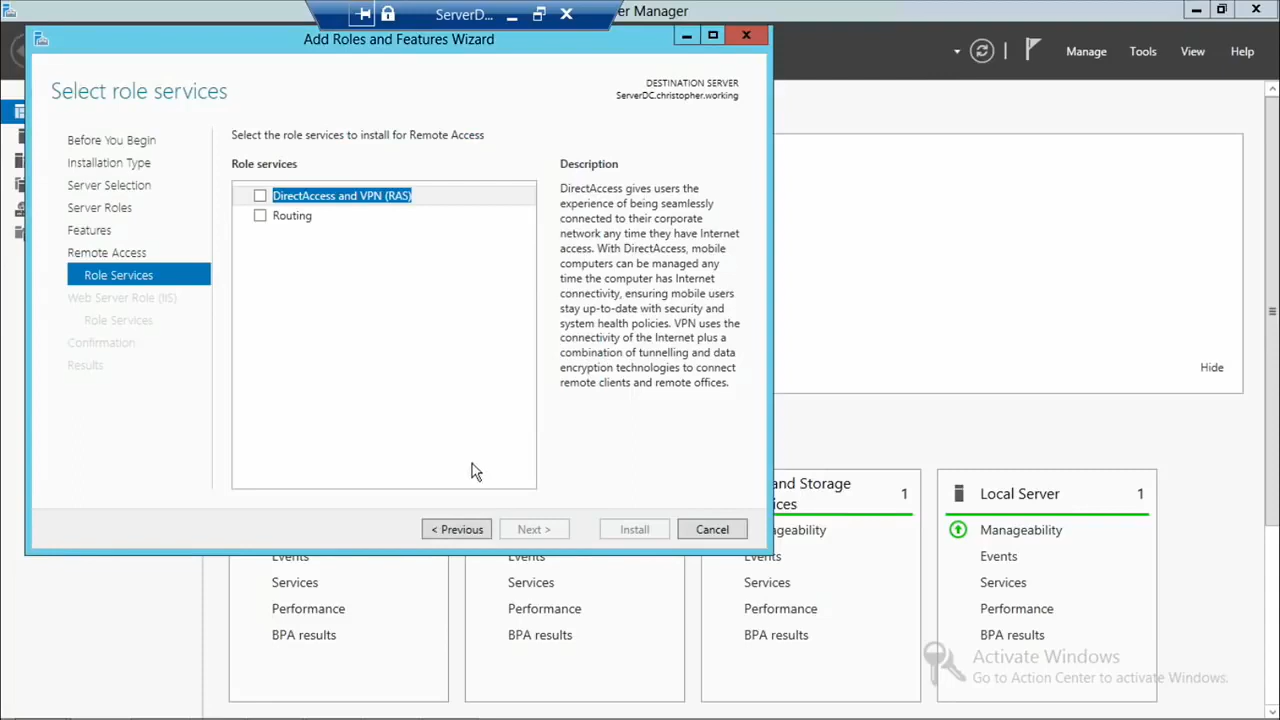 ServerD...
er Manager
Add Roles and Features Wizard
Manage
Tools
View
Help
Select role services
DESTINATION SERVER
ServerDC.christopher.working
Before You Begin
Installation Type
Server Selection
Server Roles
Features
Remote Access
Role Services
Web Server Role (IIS)
Role Services
Confirmation
Results
Select the role services to install for Remote Access
Role services
DirectAccess and VPN (RAS)
Routing
Description
DirectAccess gives users the
experience of being seamlessly
connected to their corporate
network any time they have Internet
access. With DirectAccess, mobile
computers can be managed any
time the computer has Internet
connectivity, ensuring mobile users
stay up-to-date with security and
system health policies. VPN uses the
connectivity of the Internet plus a
combination of tunnelling and data
encryption technologies to connect
remote clients and remote offices.
< Previous
Next >
Install
Cancel
Hide
Events
Services
Performance
BPA results
Events
Services
Performance
BPA results
and Storage
ices
1
ageability
Events
Services
Performance
BPA results
Local Server
1
Manageability
Events
Services
Performance
BPA results
Activate Windows
Go to Action Center to activate Windows.